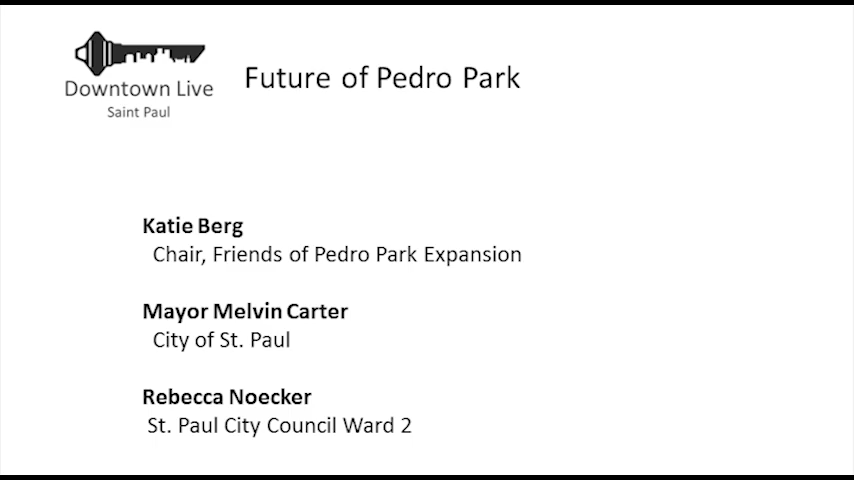 Downtown Live
Saint Paul
Future of Pedro Park
Katie Berg
Chair, Friends of Pedro Park Expansion
Mayor Melvin Carter
City of St. Paul
Rebecca Noecker
St. Paul City Council Ward 2